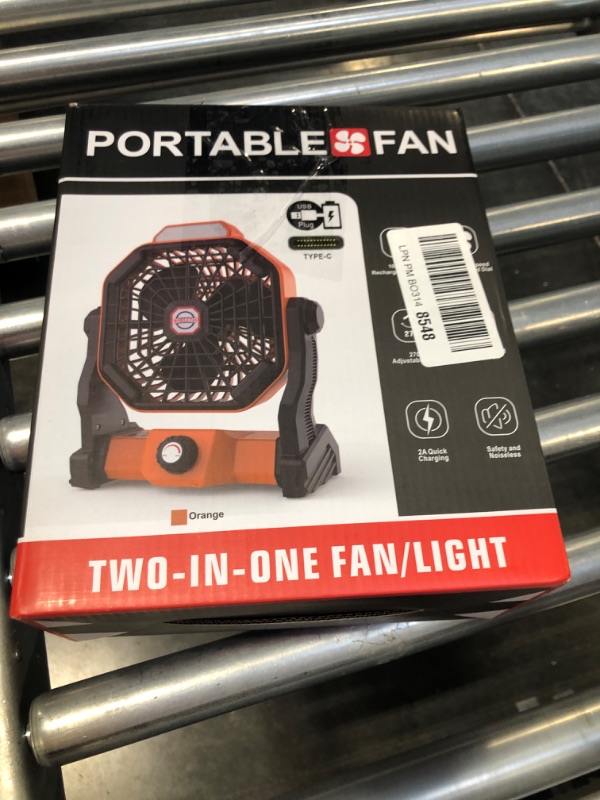 PORTABLE FAN
USB
Plug
TYPE-C
LPN PM BO314 8548
2A Quick
Charging
Safety and
Noiseless
Orange
TWO-IN-ONE FAN/LIGHT